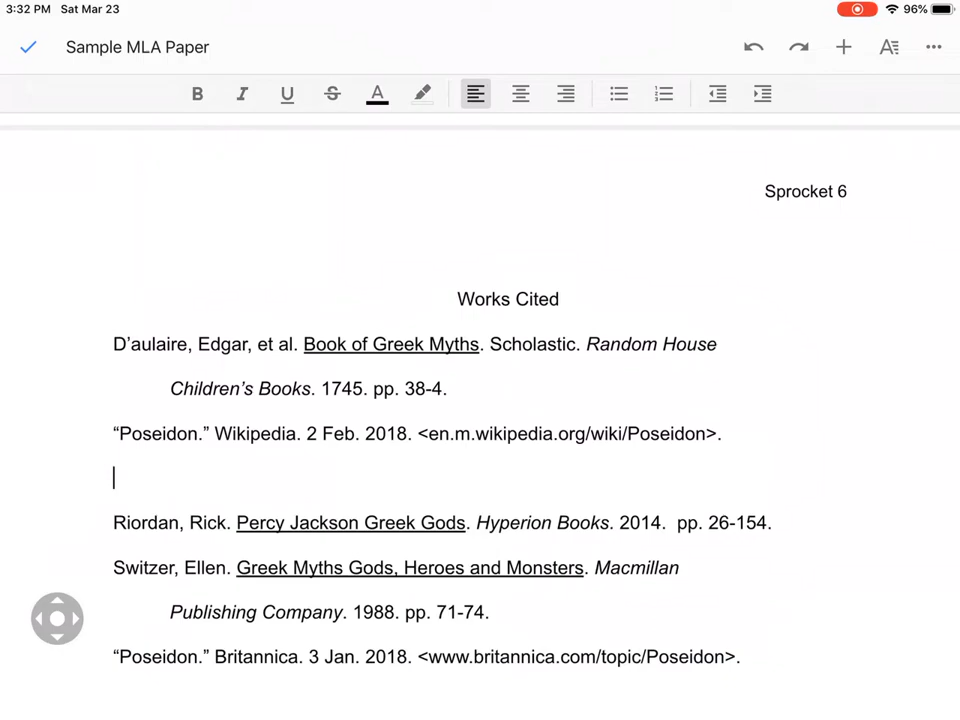 3:32 PM Sat Mar 23 96%
Sample MLA Paper
B I U S A
Sprocket 6
Works Cited
D’aulaire, Edgar, et al. Book of Greek Myths. Scholastic. Random House
Children’s Books. 1745. pp. 38-4.
“Poseidon.” Wikipedia. 2 Feb. 2018. <en.m.wikipedia.org/wiki/Poseidon>.
Riordan, Rick. Percy Jackson Greek Gods. Hyperion Books. 2014.  pp. 26-154.
Switzer, Ellen. Greek Myths Gods, Heroes and Monsters. Macmillan
Publishing Company. 1988. pp. 71-74.
“Poseidon.” Britannica. 3 Jan. 2018. <www.britannica.com/topic/Poseidon>.